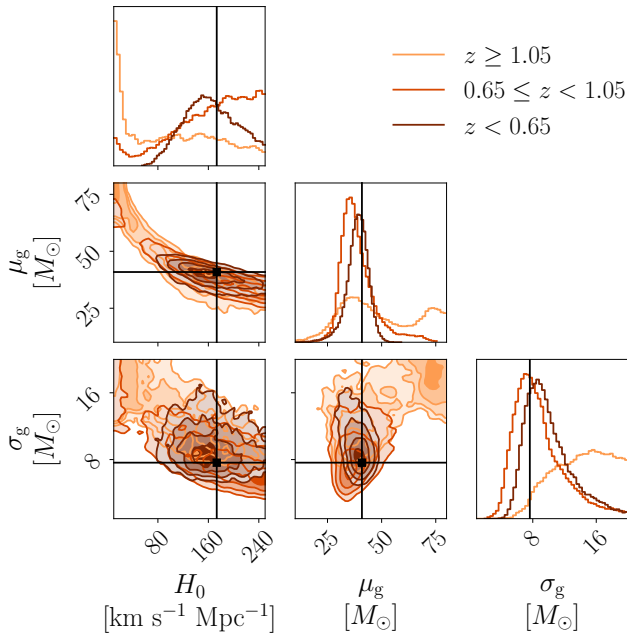 z ≥ 1.05
0.65 ≤ z < 1.05
z < 0.65
75
50
25
μg
[M⊙]
16
8
σg
[M⊙]
80 160 240
25 50 75
8 16
H0 μg σg
[km s−1 Mpc−1] [M⊙] [M⊙]